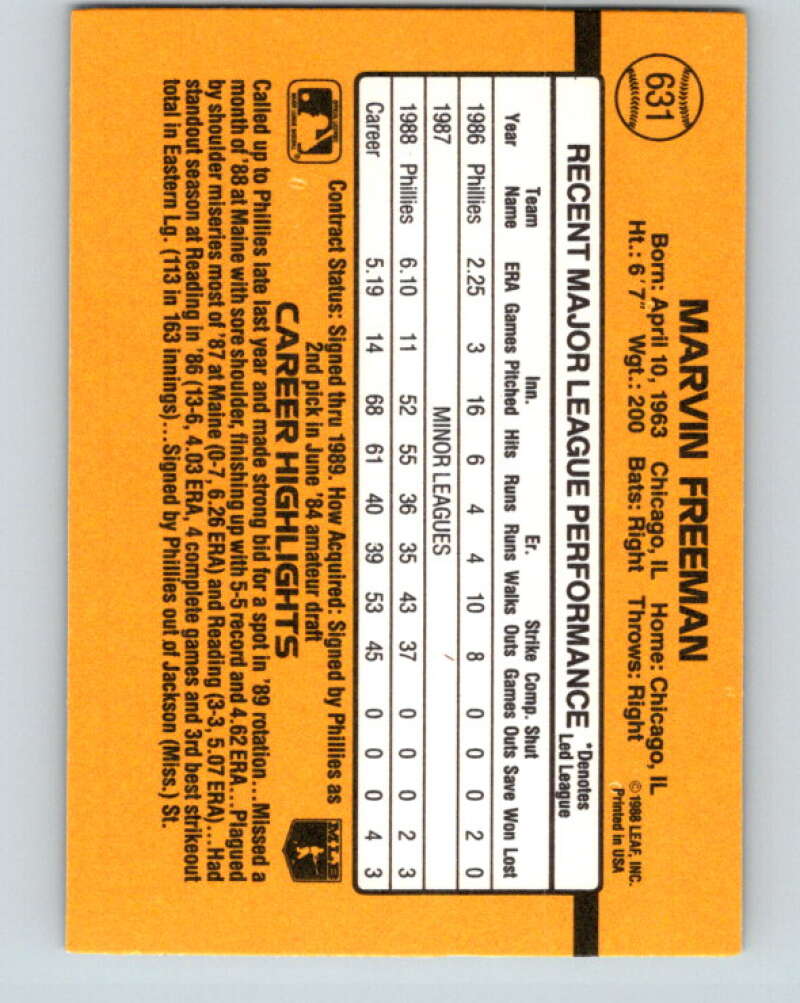 631
MARVIN FREEMAN
Born: April 10, 1963 Chicago, IL Home: Chicago, IL
Ht.: 6'7" Wgt.: 200 Bats: Right Throws: Right
© 1988 LEAF, INC.
Printed in USA
RECENT MAJOR LEAGUE PERFORMANCE *Denotes Led League
Year Team Name ERA Games Inn. Pitched Hits Runs Er. Runs Walks Strike Outs Comp. Games Shut Outs Save Won Lost
1986 Phillies 2.25 3 16 6 4 4 10 8 0 0 0 2 0
1987 MINOR LEAGUES
1988 Phillies 6.10 11 52 55 36 35 43 37 0 0 0 2 3
Career 5.19 14 68 61 40 39 53 45 0 0 0 4 3
Contract Status: Signed thru 1989. How Acquired: Signed by Phillies as
2nd pick in June '84 amateur draft
MLB
CAREER HIGHLIGHTS
Called up to Phillies late last year and made strong bid for a spot in '89 rotation...Missed a
month of '88 at Maine with sore shoulder, finishing up with 5-5 record and 4.62 ERA...Plagued
by shoulder miseries most of '87 at Maine (0-7, 6.26 ERA) and Reading (3-3, 5.07 ERA)...Had
standout season at Reading in '86 (13-6, 4.03 ERA, 4 complete games and 3rd best strikeout
total in Eastern Lg. (113 in 163 innings)...Signed by Phillies out of Jackson (Miss.) St.